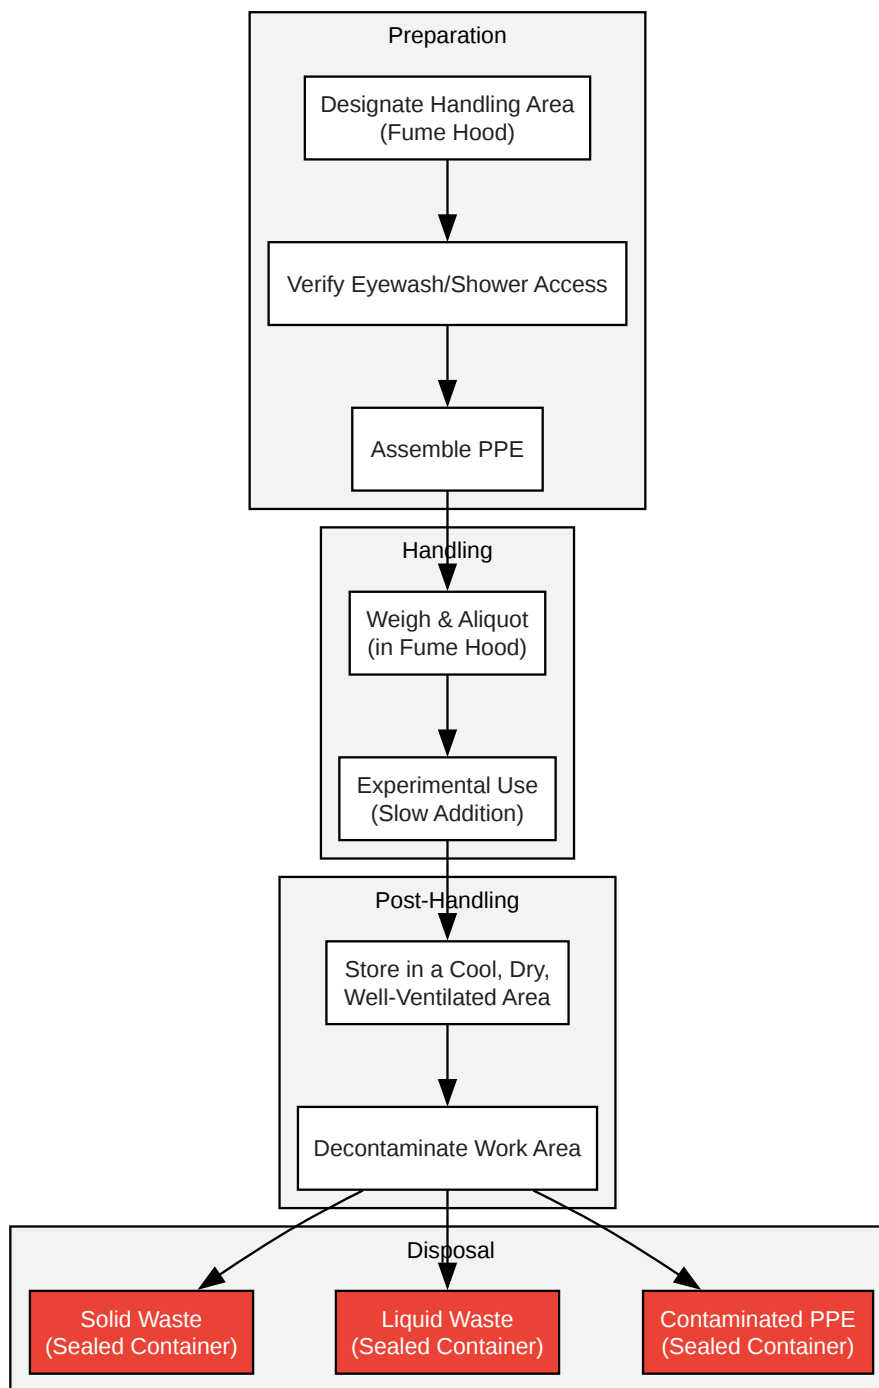 Preparation
Designate Handling Area
(Fume Hood)
Verify Eyewash/Shower Access
Assemble PPE
Handling
Weigh & Aliquot
(in Fume Hood)
Experimental Use
(Slow Addition)
Post-Handling
Store in a Cool, Dry,
Well-Ventilated Area
Decontaminate Work Area
Disposal
Solid Waste
(Sealed Container)
Liquid Waste
(Sealed Container)
Contaminated PPE
(Sealed Container)